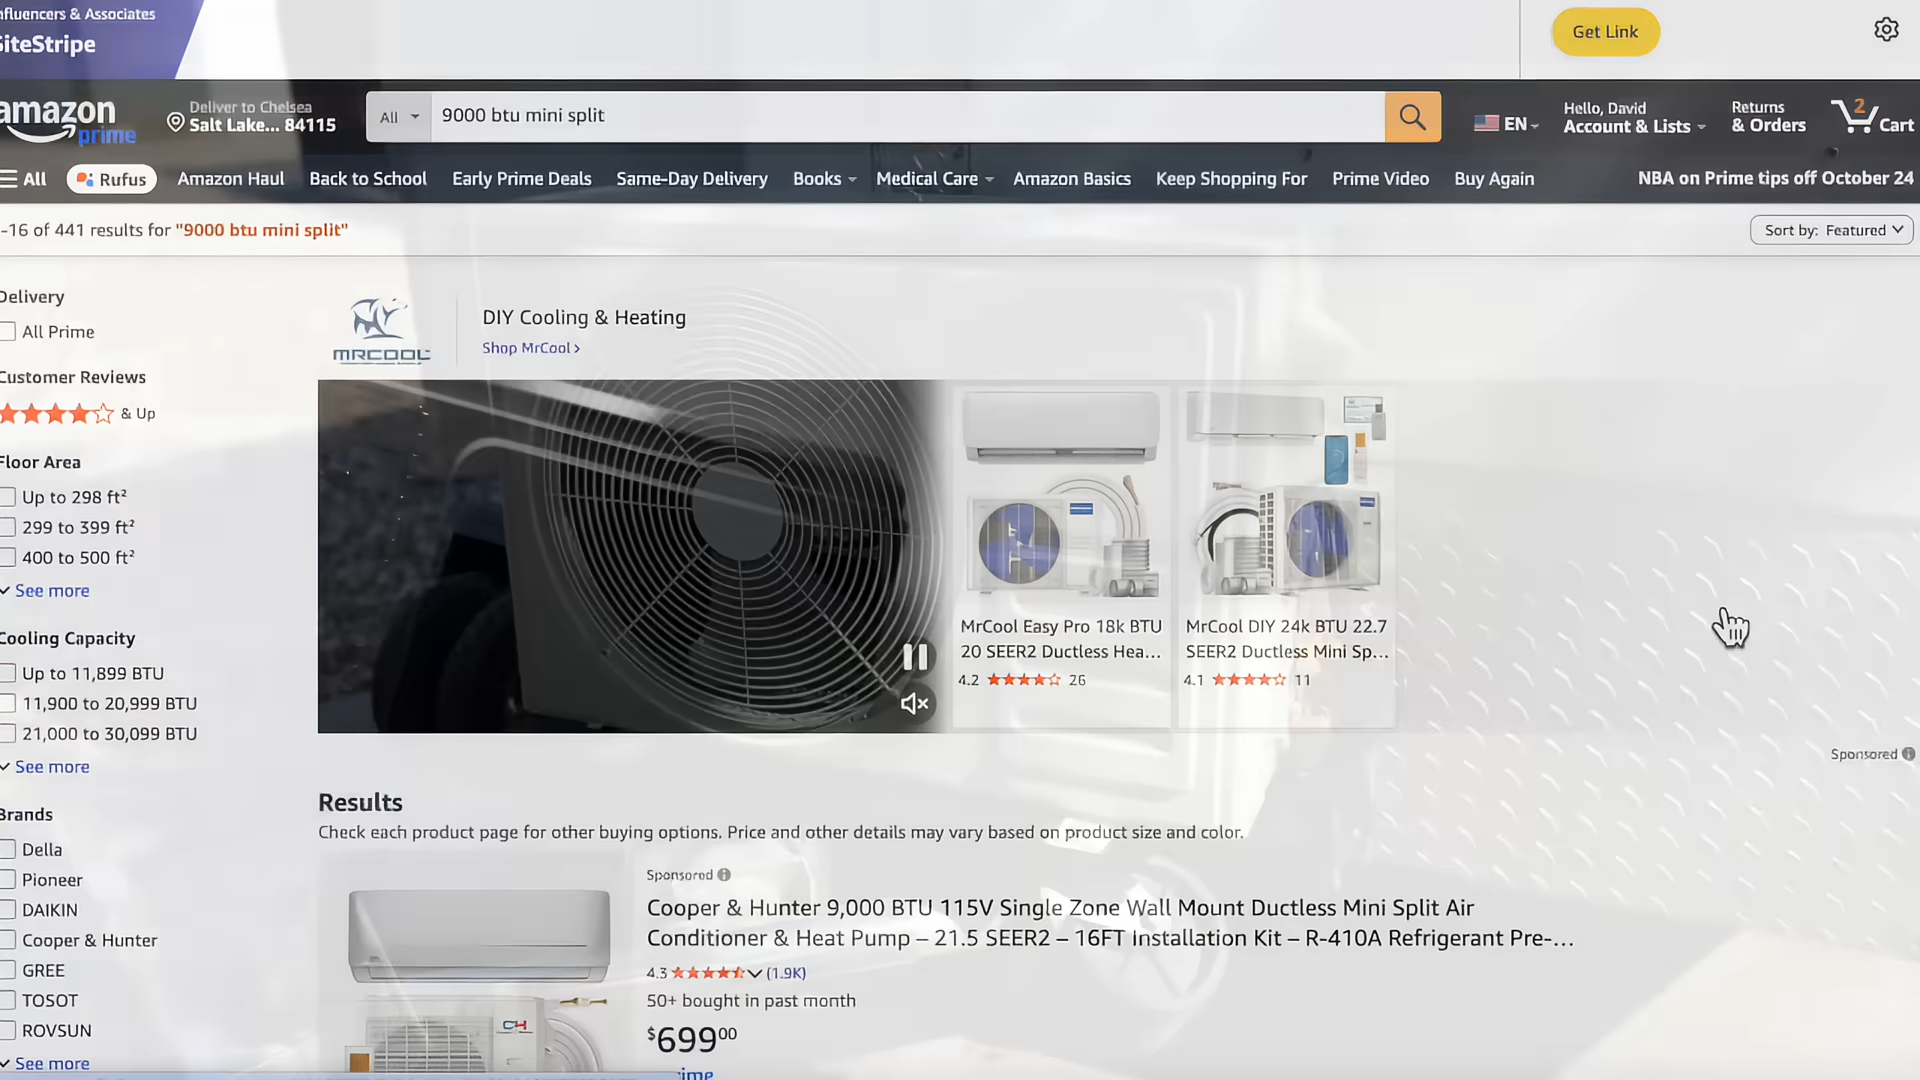 nfluencers & Associates
SiteStripe
Get Link
amazon
prime
Deliver to Chelsea
Salt Lake... 84115
All
9000 btu mini split
EN
Hello, David
Account & Lists
Returns
& Orders
2
Cart
All
Rufus
Amazon Haul
Back to School
Early Prime Deals
Same-Day Delivery
Books
Medical Care
Amazon Basics
Keep Shopping For
Prime Video
Buy Again
NBA on Prime tips off October 24
-16 of 441 results for "9000 btu mini split"
Sort by: Featured
Delivery
All Prime
Customer Reviews
& Up
Floor Area
Up to 298 ft²
299 to 399 ft²
400 to 500 ft²
See more
Cooling Capacity
Up to 11,899 BTU
11,900 to 20,999 BTU
21,000 to 30,099 BTU
See more
Brands
Della
Pioneer
DAIKIN
Cooper & Hunter
GREE
TOSOT
ROVSUN
See more
MRCOOL
DIY Cooling & Heating
Shop MrCool ›
MrCool Easy Pro 18k BTU
20 SEER2 Ductless Hea...
4.2 26
MrCool DIY 24k BTU 22.7
SEER2 Ductless Mini Sp...
4.1 11
Sponsored
Results
Check each product page for other buying options. Price and other details may vary based on product size and color.
Sponsored
Cooper & Hunter 9,000 BTU 115V Single Zone Wall Mount Ductless Mini Split Air
Conditioner & Heat Pump – 21.5 SEER2 – 16FT Installation Kit – R-410A Refrigerant Pre-...
4.3 (1.9K)
50+ bought in past month
$69900
prime
CH